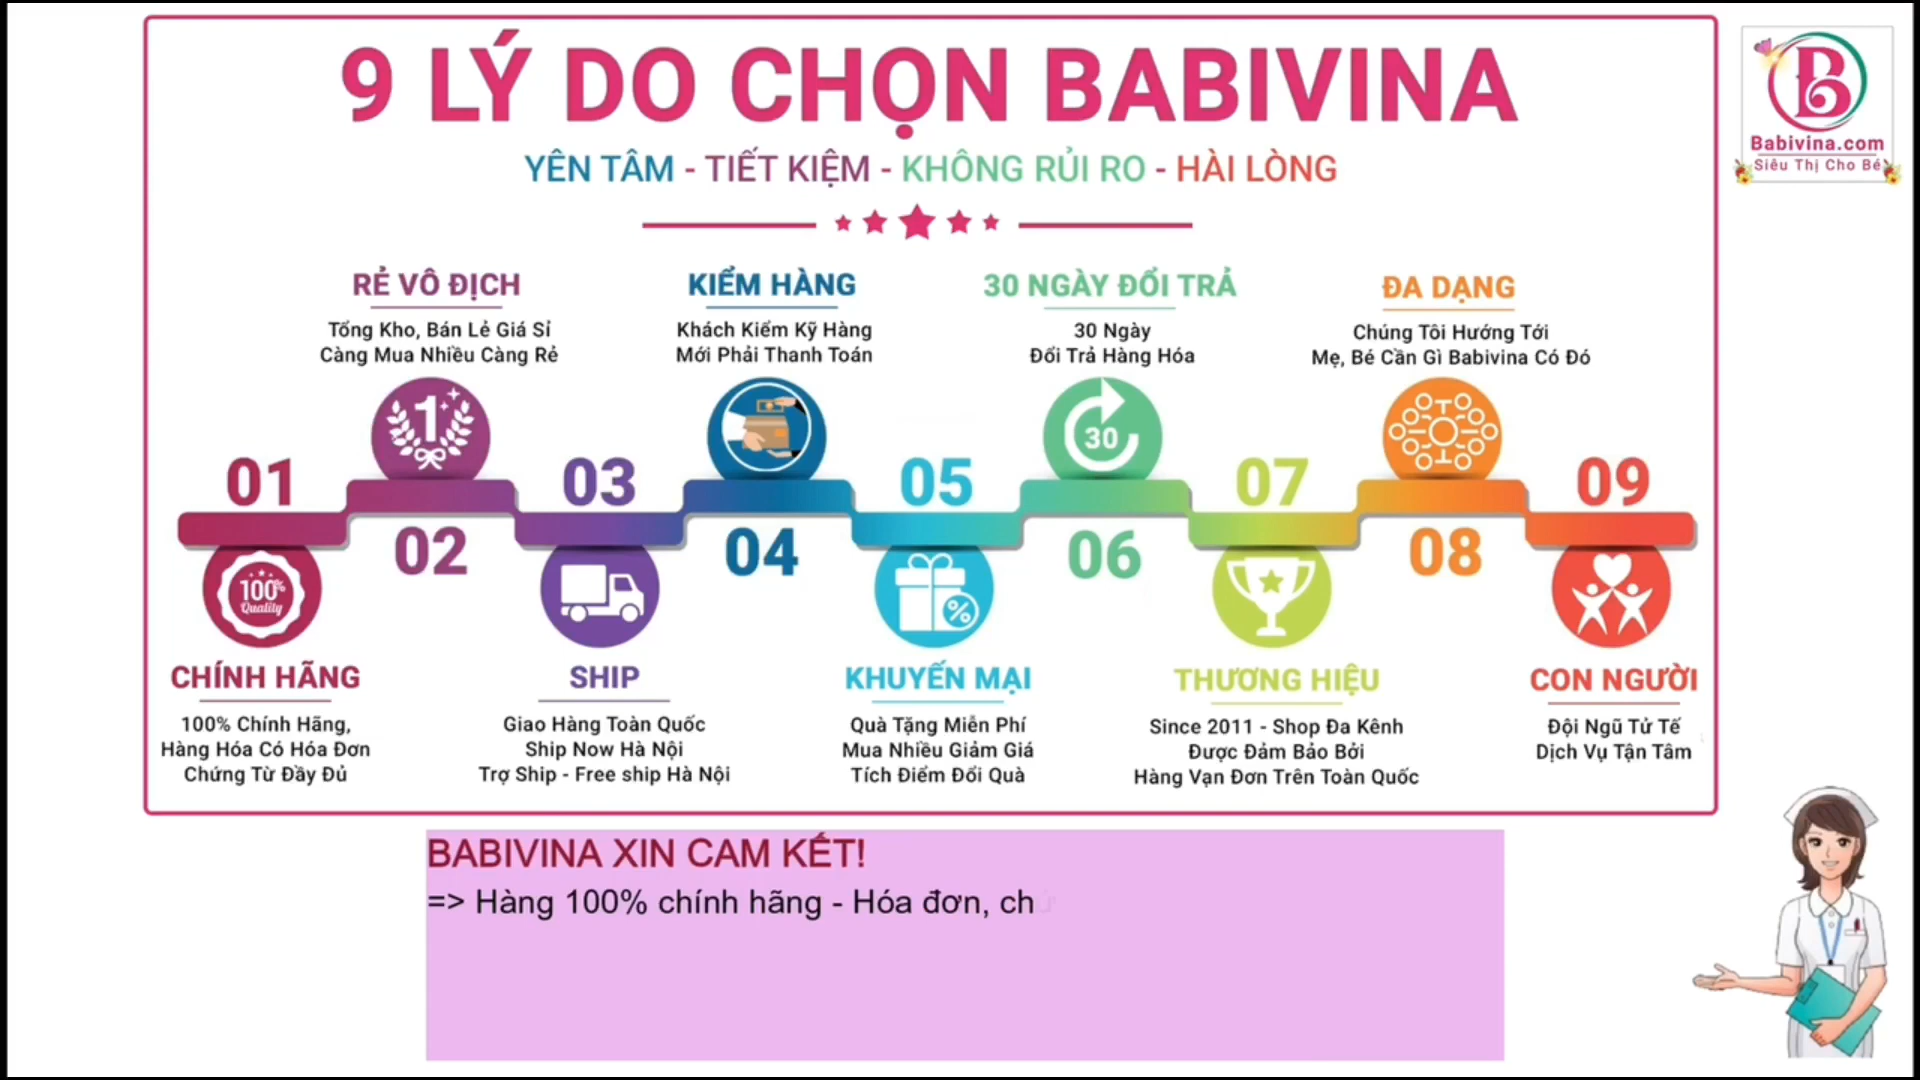 9 LÝ DO CHỌN BABIVINA
YÊN TÂM - TIẾT KIỆM - KHÔNG RỦI RO - HÀI LÒNG
B
Babivina.com
Siêu Thị Cho Bé
RẺ VÔ ĐỊCH
Tổng Kho, Bán Lẻ Giá Sỉ
Càng Mua Nhiều Càng Rẻ
KIỂM HÀNG
Khách Kiểm Kỹ Hàng
Mới Phải Thanh Toán
30 NGÀY ĐỔI TRẢ
30 Ngày
Đổi Trả Hàng Hóa
ĐA DẠNG
Chúng Tôi Hướng Tới
Mẹ, Bé Cần Gì Babivina Có Đó
1
30
01
03
05
07
09
02
04
06
08
100%
Quality
CHÍNH HÃNG
100% Chính Hãng,
Hàng Hóa Có Hóa Đơn
Chứng Từ Đầy Đủ
SHIP
Giao Hàng Toàn Quốc
Ship Now Hà Nội
Trợ Ship - Free ship Hà Nội
%
KHUYẾN MẠI
Quà Tặng Miễn Phí
Mua Nhiều Giảm Giá
Tích Điểm Đổi Quà
THƯƠNG HIỆU
Since 2011 - Shop Đa Kênh
Được Đảm Bảo Bởi
Hàng Vạn Đơn Trên Toàn Quốc
CON NGƯỜI
Đội Ngũ Tử Tế
Dịch Vụ Tận Tâm
BABIVINA XIN CAM KẾT!
=> Hàng 100% chính hãng - Hóa đơn, ch